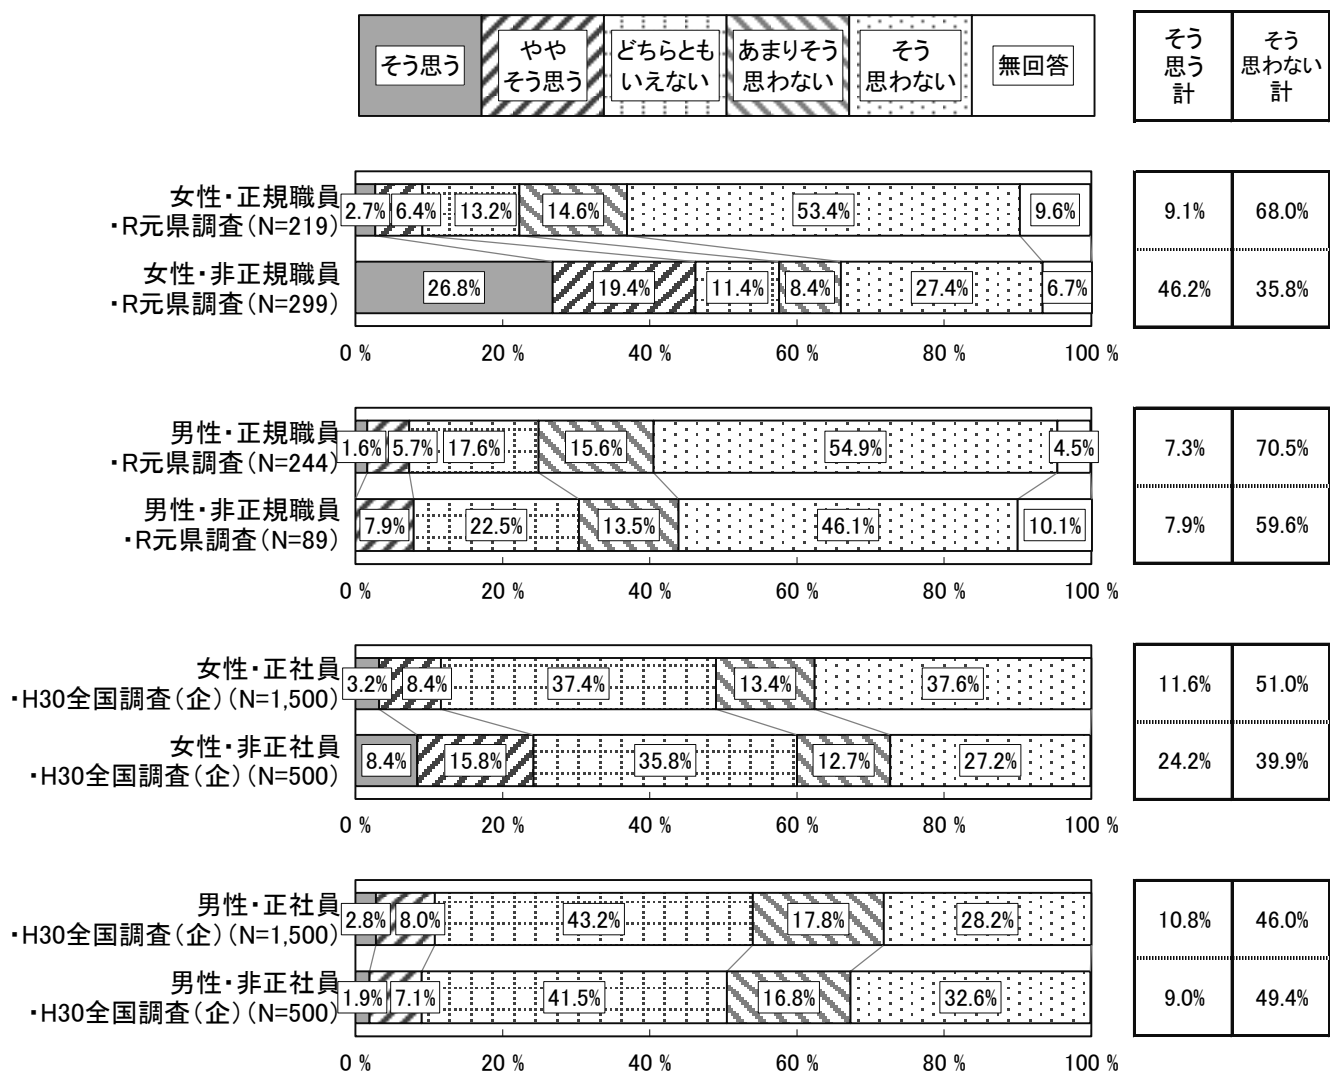 そう思う
やや
そう思う
どちらとも
いえない
あまりそう
思わない
そう
思わない
無回答
そう
思う
計
そう
思わない
計
女性・正規職員
・R元県調査(N=219)
2.7% 6.4% 13.2% 14.6% 53.4% 9.6% 9.1% 68.0%
女性・非正規職員
・R元県調査(N=299)
26.8% 19.4% 11.4% 8.4% 27.4% 6.7% 46.2% 35.8%
0 % 20 % 40 % 60 % 80 % 100 %
男性・正規職員
・R元県調査(N=244)
1.6% 5.7% 17.6% 15.6% 54.9% 4.5% 7.3% 70.5%
男性・非正規職員
・R元県調査(N=89)
7.9% 22.5% 13.5% 46.1% 10.1% 7.9% 59.6%
0 % 20 % 40 % 60 % 80 % 100 %
女性・正社員
・H30全国調査(企)(N=1,500)
3.2% 8.4% 37.4% 13.4% 37.6% 11.6% 51.0%
女性・非正社員
・H30全国調査(企)(N=500)
8.4% 15.8% 35.8% 12.7% 27.2% 24.2% 39.9%
0 % 20 % 40 % 60 % 80 % 100 %
男性・正社員
・H30全国調査(企)(N=1,500)
2.8% 8.0% 43.2% 17.8% 28.2% 10.8% 46.0%
男性・非正社員
・H30全国調査(企)(N=500)
1.9% 7.1% 41.5% 16.8% 32.6% 9.0% 49.4%
0 % 20 % 40 % 60 % 80 % 100 %